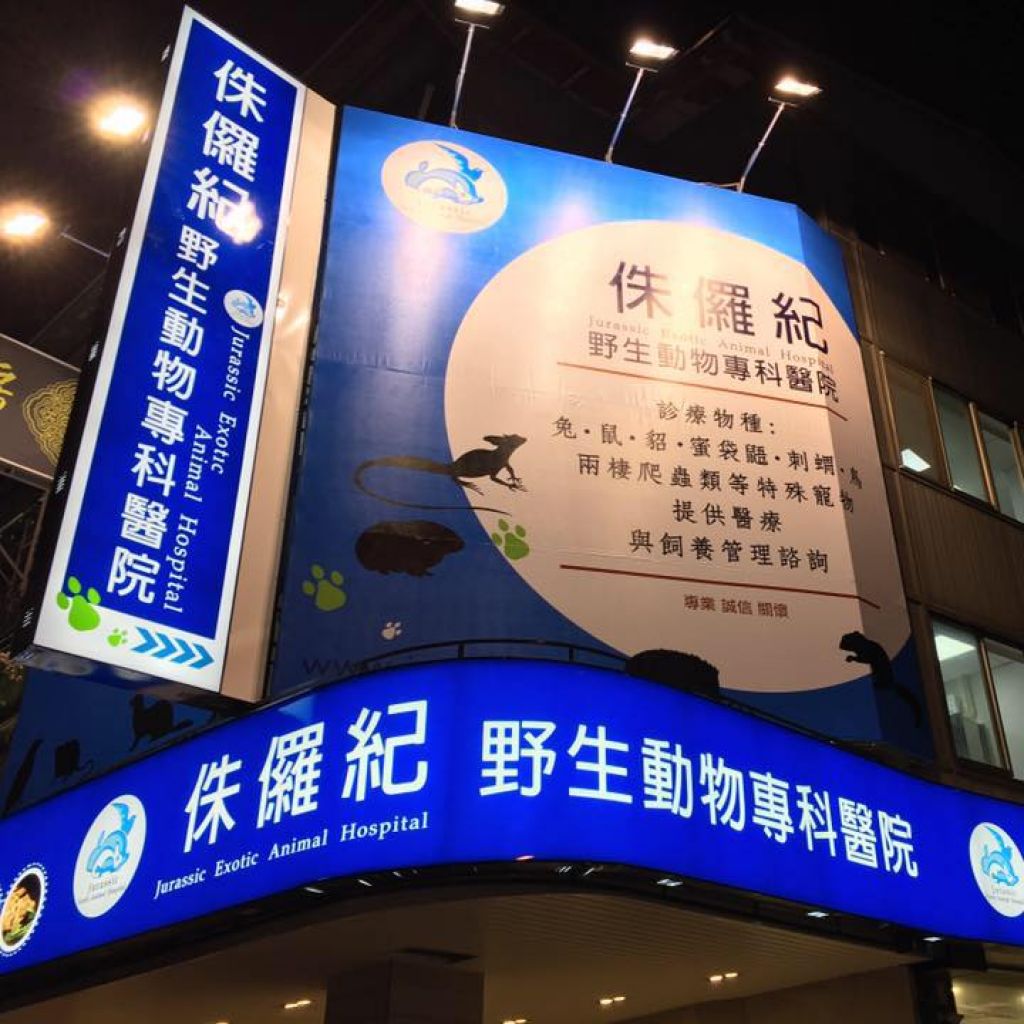 侏儸紀野生動物專科醫院
Jurassic Exotic
Animal Hospital
侏儸紀
Jurassic Exotic Animal Hospital
野生動物專科醫院
診療物種:
兔·鼠·貂·蜜袋鼯·刺蝟·鳥
兩棲爬蟲類等特殊寵物
提供醫療
與飼養管理諮詢
專業 誠信 關懷
侏儸紀 野生動物專科醫院
Jurassic Exotic Animal Hospital